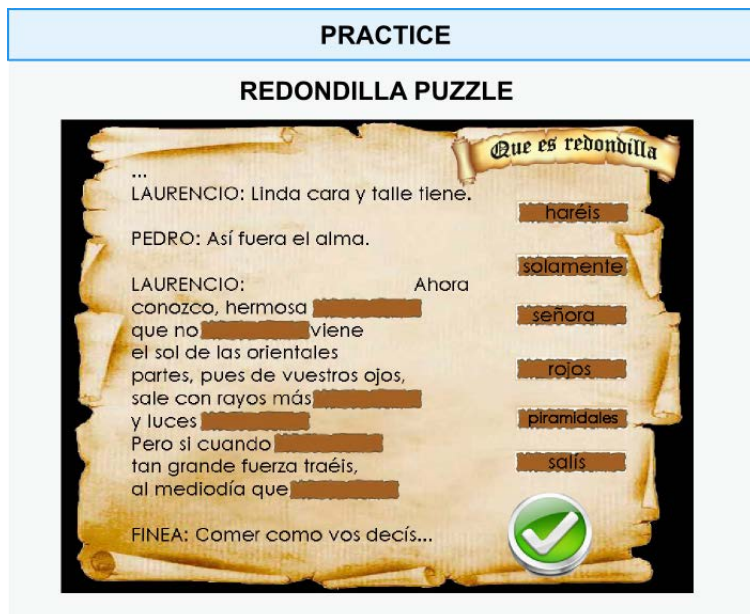 PRACTICE
REDONDILLA PUZZLE
Que es redondilla
...
LAURENCIO: Linda cara y talle tiene.
PEDRO: Así fuera el alma.
LAURENCIO: Ahora
conozco, hermosa
que no viene
el sol de las orientales
partes, pues de vuestros ojos,
sale con rayos más
y luces
Pero si cuando
tan grande fuerza traéis,
al mediodía que
FINEA: Comer como vos decís...
haréis
solamente
señora
rojos
piramidales
salís